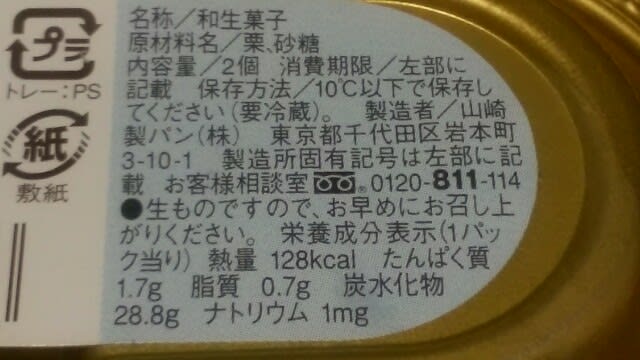 プラ
トレー:PS
紙
敷紙
名称/和生菓子
原材料名/栗、砂糖
内容量/2個 消費期限/左部に
記載 保存方法/10℃以下で保存し
てください(要冷蔵)。 製造者/山崎
製パン(株) 東京都千代田区岩本町
3-10-1 製造所固有記号は左部に記
載 お客様相談室 0120-811-114
●生ものですので、お早めにお召し上
がりください。 栄養成分表示(1パッ
ク当り) 熱量 128kcal たんぱく質
1.7g 脂質 0.7g 炭水化物
28.8g ナトリウム 1mg